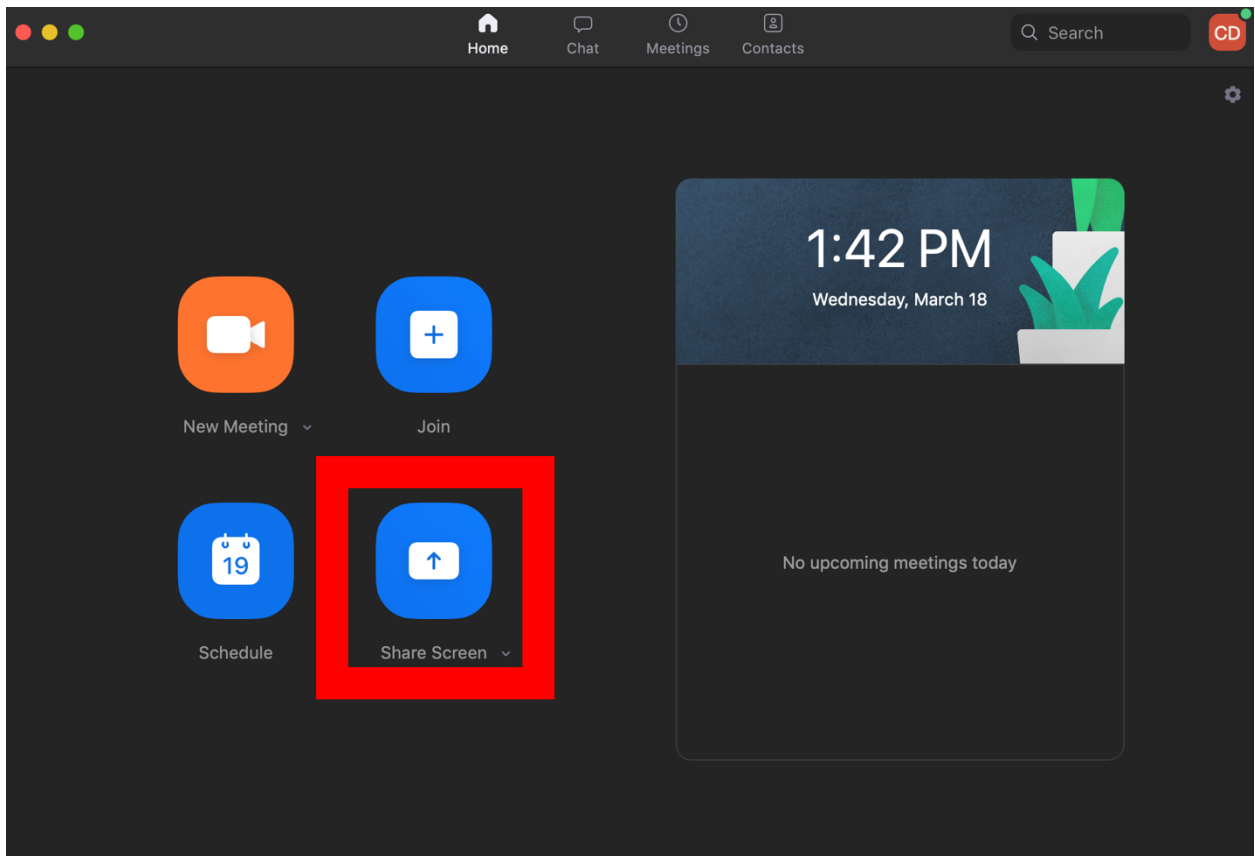 Home
Chat
Meetings
Contacts
Search
CD
1:42 PM
Wednesday, March 18
New Meeting
Join
19
Schedule
Share Screen
No upcoming meetings today